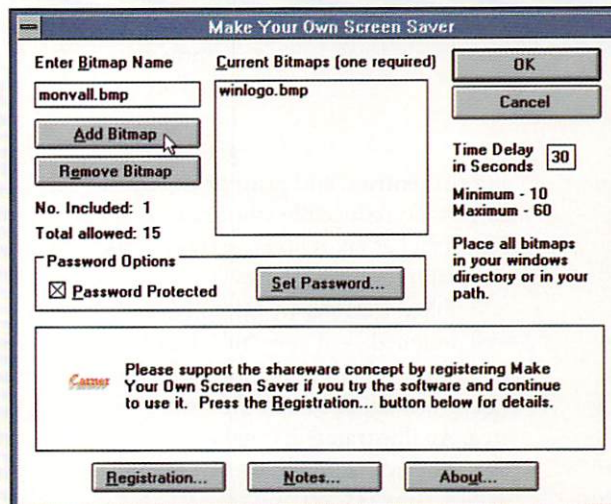 Make Your Own Screen Saver
Enter Bitmap Name
monvall.bmp
Add Bitmap
Remove Bitmap
No. Included: 1
Total allowed: 15
Current Bitmaps (one required)
winlogo.bmp
OK
Cancel
Time Delay
in Seconds
30
Minimum - 10
Maximum - 60
Place all bitmaps
in your windows
directory or in your
path.
Password Options
Password Protected
Set Password...
Carner
Please support the shareware concept by registering Make
Your Own Screen Saver if you try the software and continue
to use it. Press the Registration... button below for details.
Registration...
Notes...
About...